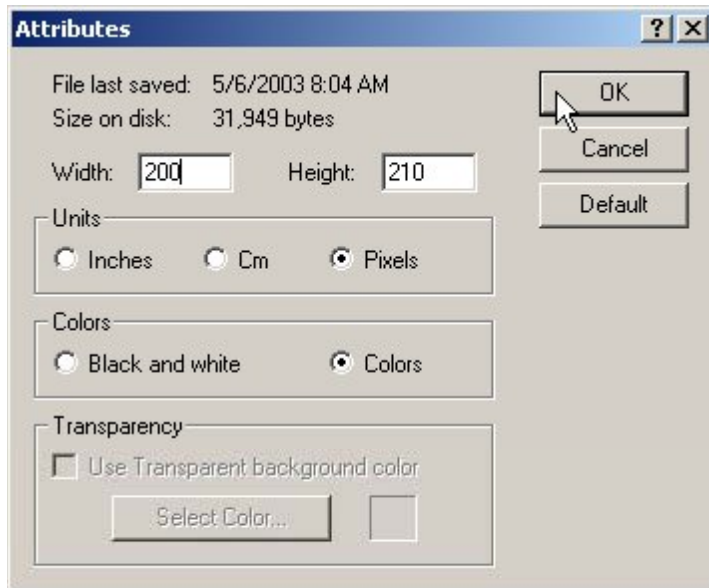 Attributes
File last saved: 5/6/2003 8:04 AM
Size on disk: 31,949 bytes
Width: 200 Height: 210
Units
Inches Cm Pixels
Colors
Black and white Colors
Transparency
Use Transparent background color
Select Color...
OK
Cancel
Default